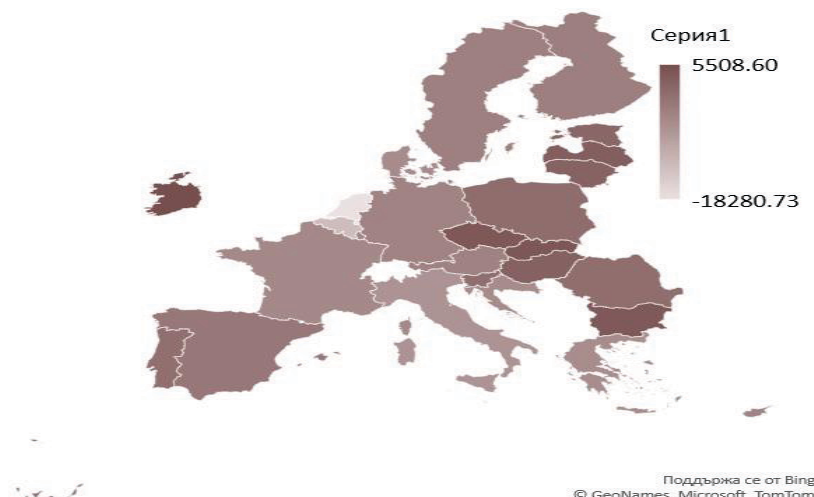 Серия1
5508.60
-18280.73
Поддържа се от Bing
© GeoNames, Microsoft, TomTom